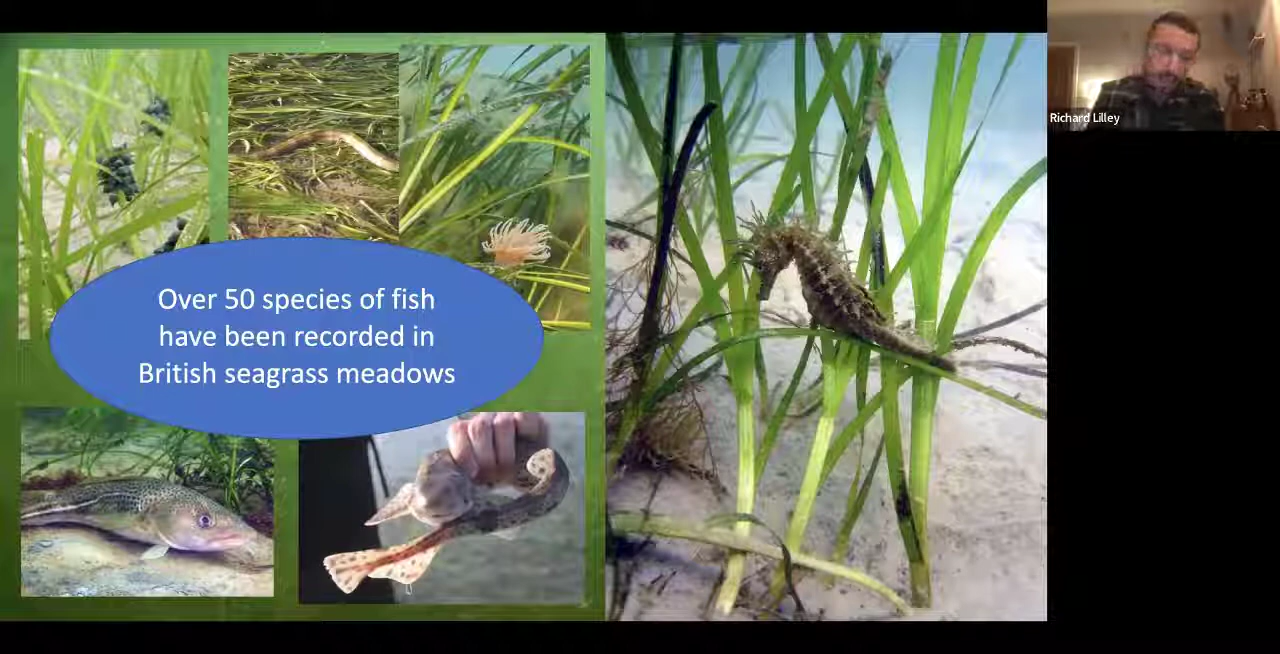 Over 50 species of fish
have been recorded in
British seagrass meadows
Richard Lilley